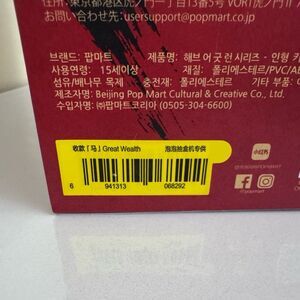 住：東京都港区虎ノ門一丁目13番5号 VORT虎ノ門
お問い合わせ先：usersupport@popmart.com
브랜드: 팝마트 제품명: 해브 어 굿 런 시리즈 - 인형
사용연령: 15세이상 재질: 폴리에스테르/PVC/AB
섬유/배나무 목제 충전재: 폴리에스테르 기타 부품:
제조자명: Beijing Pop Mart Cultural & Creative Co., Ltd.
수입자명: ㈜팝마트코리아 (0505-304-6600)
收款「马」Great Wealth 泡泡抽盒机专供
6 941313 068292
小红书
@popmart